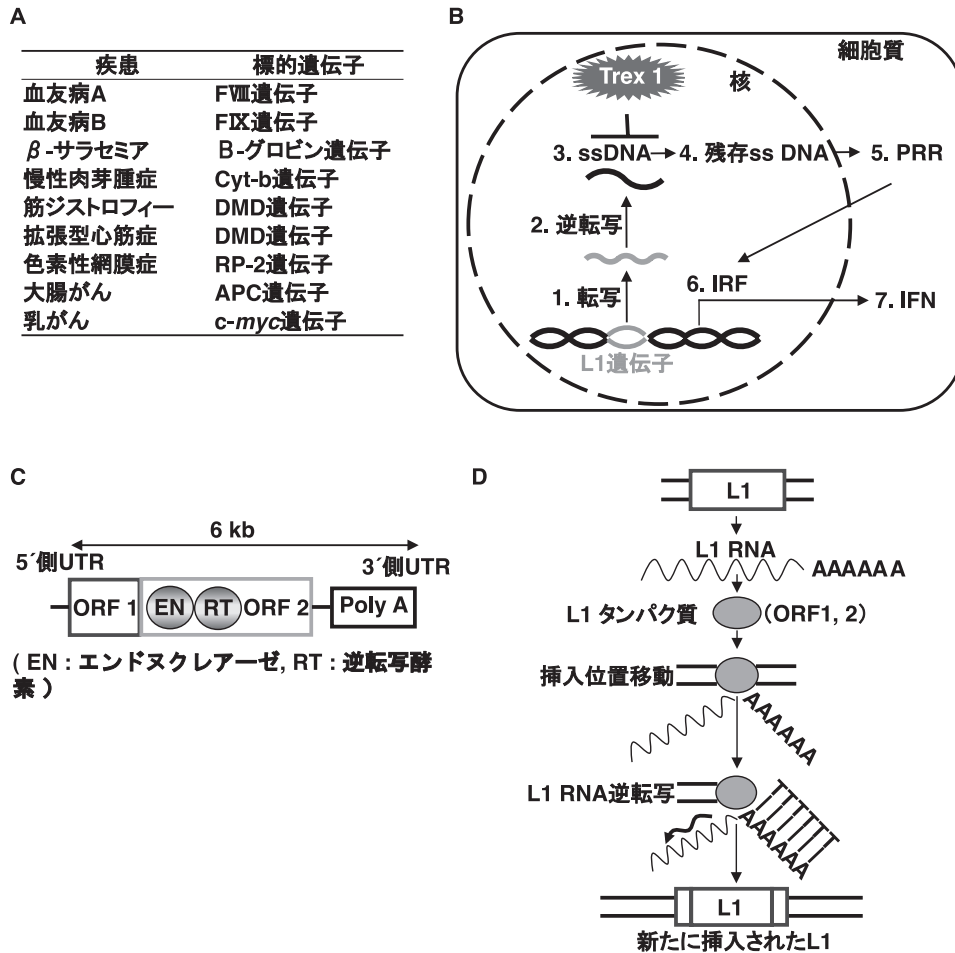 A
疾患 標的遺伝子
血友病A FⅧ遺伝子
血友病B FⅨ遺伝子
β-サラセミア B-グロビン遺伝子
慢性肉芽腫症 Cyt-b遺伝子
筋ジストロフィー DMD遺伝子
拡張型心筋症 DMD遺伝子
色素性網膜症 RP-2遺伝子
大腸がん APC遺伝子
乳がん c-myc遺伝子
B
細胞質
核
Trex 1
3. ssDNA 4. 残存ss DNA 5. PRR
2. 逆転写
6. IRF
1. 転写
7. IFN
L1遺伝子
C
6 kb
5´側UTR
3´側UTR
ORF 1 EN RT ORF 2 Poly A
( EN : エンドヌクレアーゼ, RT : 逆転写酵
素 )
D
L1
L1 RNA
AAAAAA
L1 タンパク質 (ORF1, 2)
挿入位置移動
AAAAAA
L1 RNA逆転写
TTTTTT
AAAAAA
L1
新たに挿入されたL1